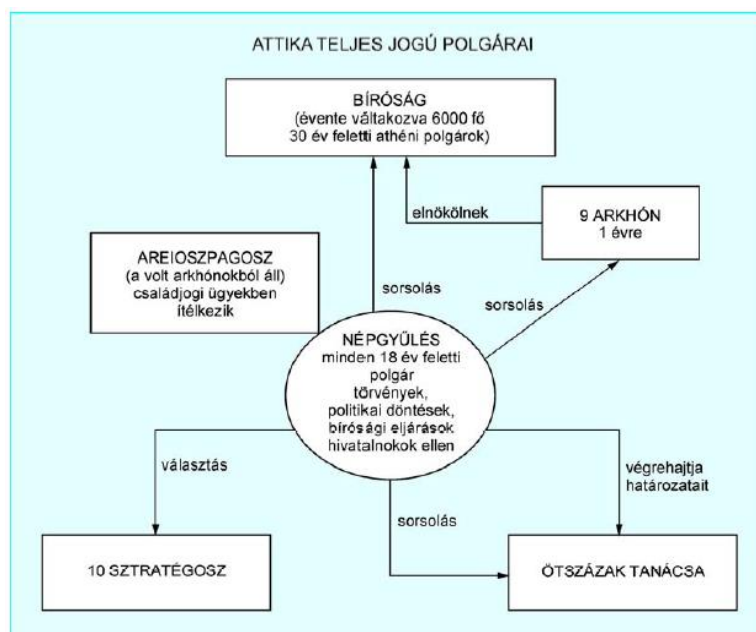 ATTIKA TELJES JOGÚ POLGÁRAI
BÍRÓSÁG
(évente váltakozva 6000 fő
30 év feletti athéni polgárok)
elnökölnek
9 ARKHÓN
1 évre
AREIOSZPAGOSZ
(a volt arkhónokból áll)
családjogi ügyekben
ítélkezik
sorsolás
sorsolás
NÉPGYŰLÉS
minden 18 év feletti
polgár
törvények,
politikai döntések,
bírósági eljárások
hivatalnokok ellen
választás
végrehajtja
határozatait
sorsolás
10 SZTRATÉGOSZ
ÖTSZÁZAK TANÁCSA